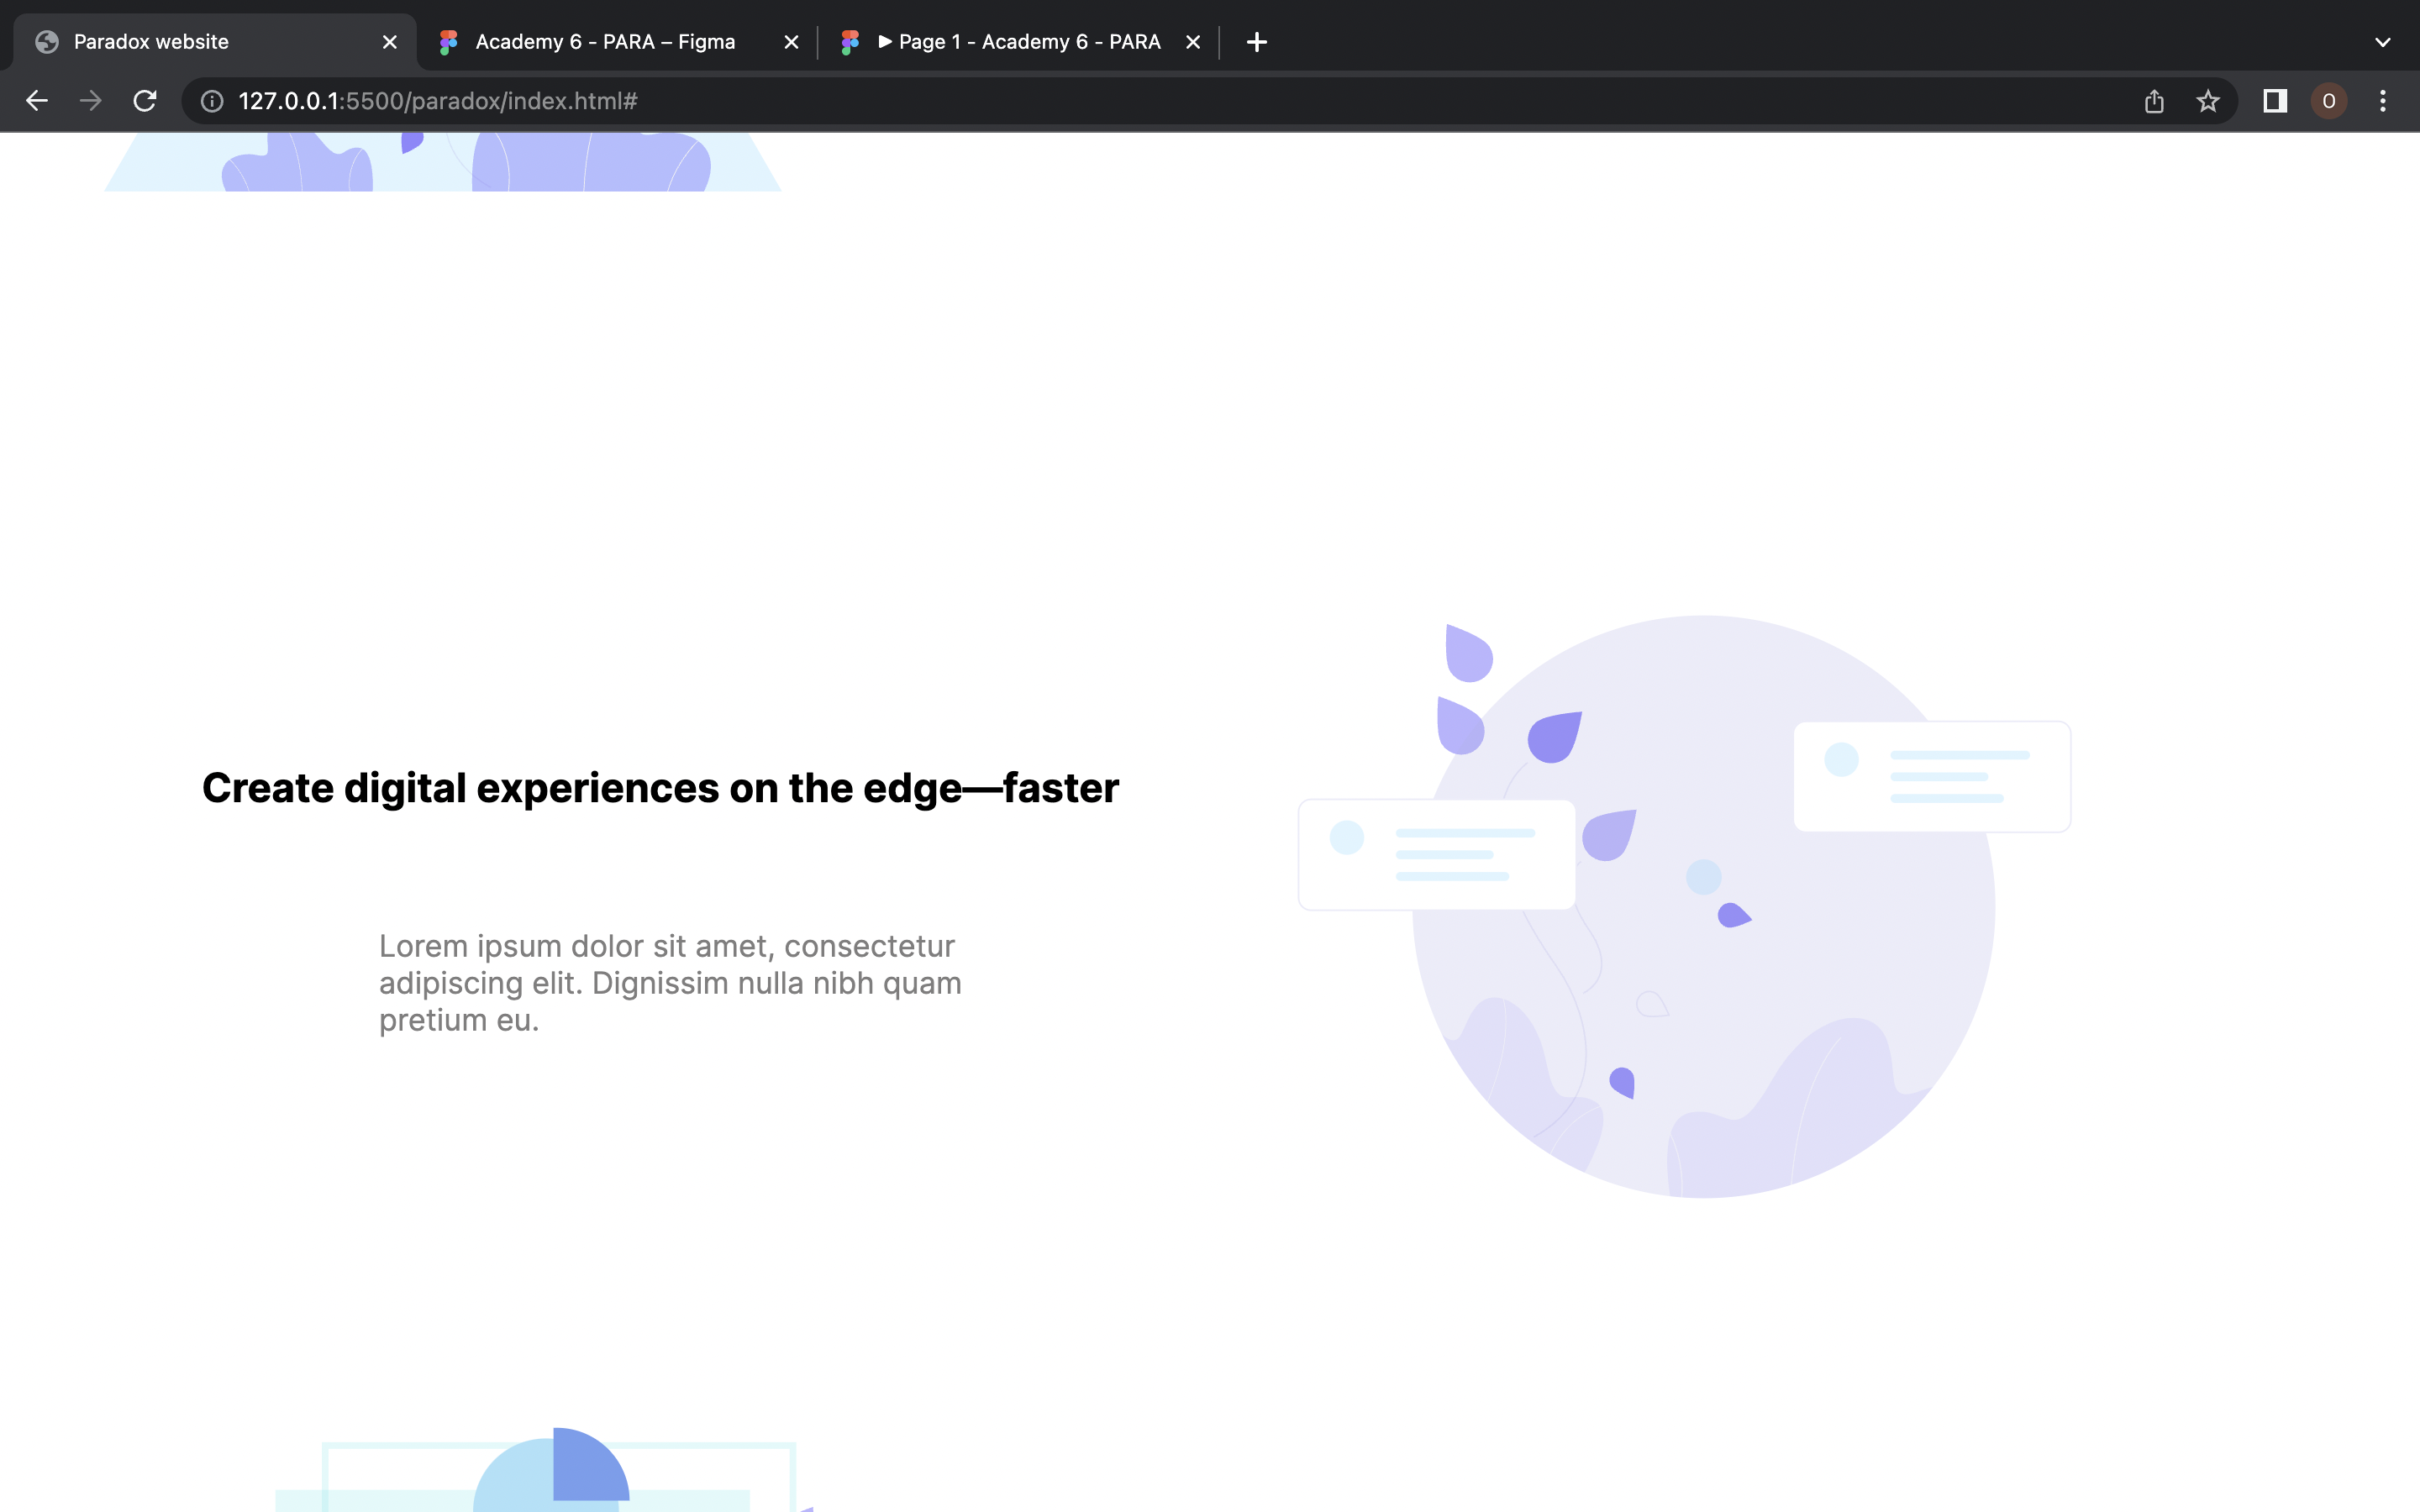 Paradox website
Academy 6 - PARA – Figma
Page 1 - Academy 6 - PARA
127.0.0.1:5500/paradox/index.html#
O
Create digital experiences on the edge—faster
Lorem ipsum dolor sit amet, consectetur
adipiscing elit. Dignissim nulla nibh quam
pretium eu.